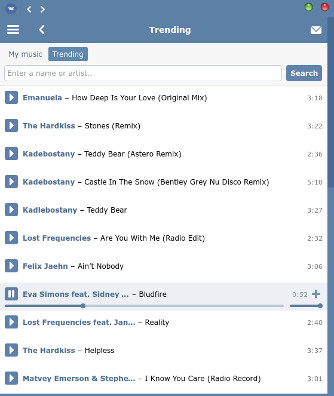 Trending
My music Trending
Enter a name or artist.. Search
Emanuela – How Deep Is Your Love (Original Mix) 3:18
The Hardkiss – Stones (Remix) 3:22
Kadebostany – Teddy Bear (Astero Remix) 2:36
Kadebostany – Castle In The Snow (Bentley Grey Nu Disco Remix) 5:10
Kadlebostany – Teddy Bear 3:27
Lost Frequencies – Are You With Me (Radio Edit) 2:32
Felix Jaehn – Ain't Nobody 3:06
Eva Simons feat. Sidney ... – Bludfire 0:52
Lost Frequencies feat. Jan... – Reality 2:40
The Hardkiss – Helpless 3:37
Matvey Emerson & Stephe... – I Know You Care (Radio Record) 3:01